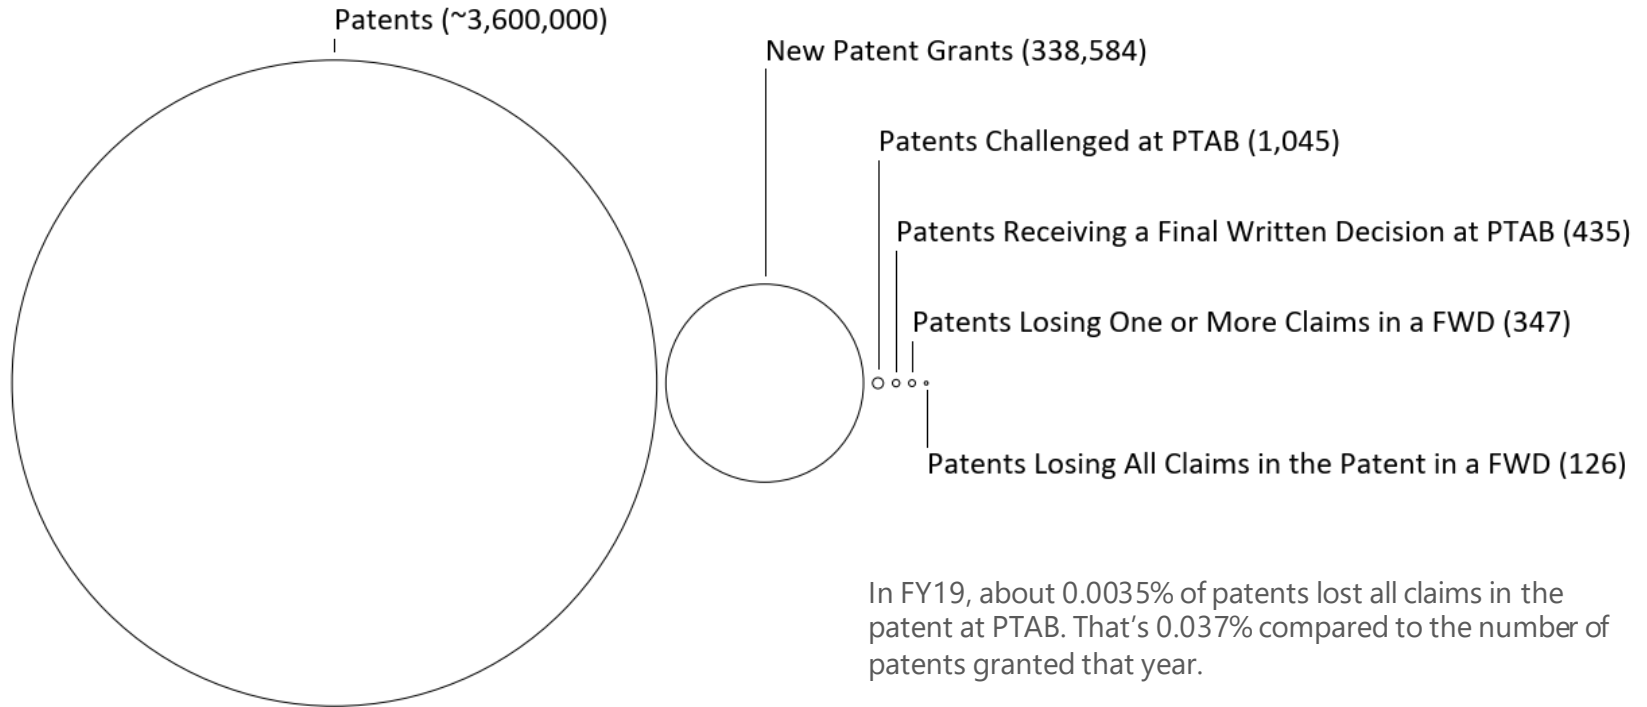 Patents (~3,600,000)
New Patent Grants (338,584)
Patents Challenged at PTAB (1,045)
Patents Receiving a Final Written Decision at PTAB (435)
Patents Losing One or More Claims in a FWD (347)
Patents Losing All Claims in the Patent in a FWD (126)
In FY19, about 0.0035% of patents lost all claims in the
patent at PTAB. That’s 0.037% compared to the number of
patents granted that year.